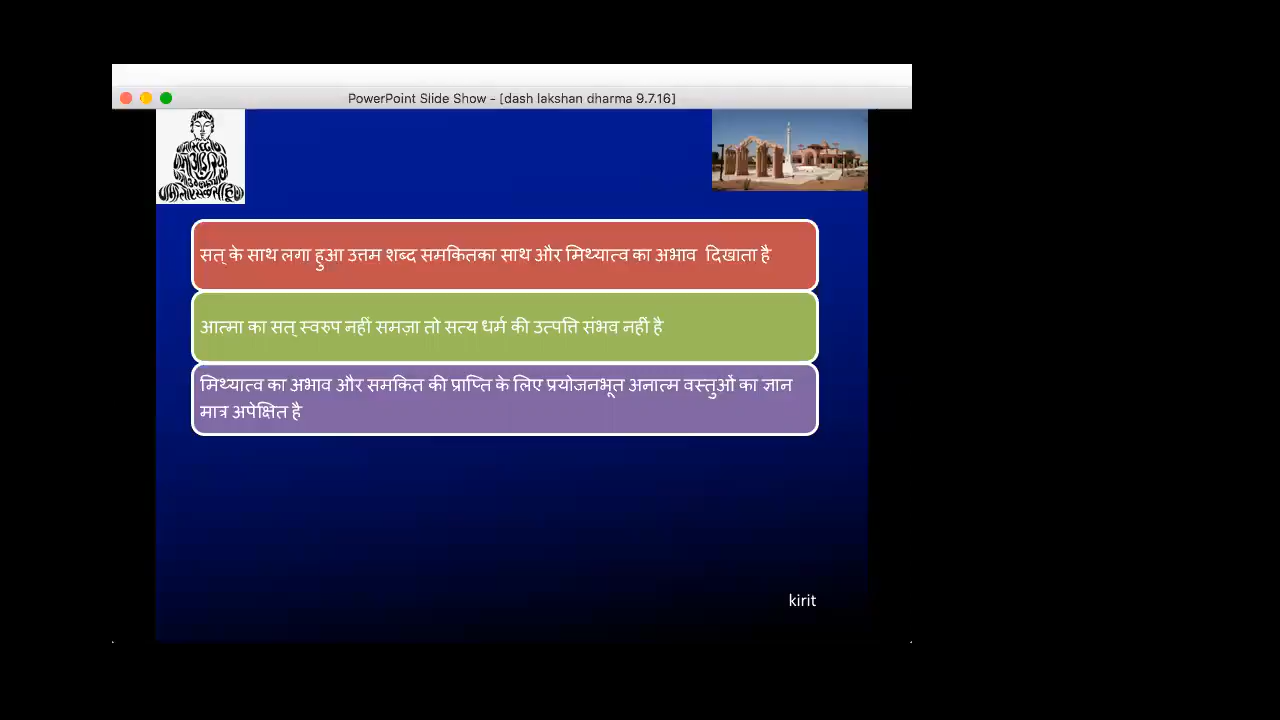 PowerPoint Slide Show - [dash lakshan dharma 9.7.16]
सत् के साथ लगा हुआ उत्तम शब्द समकितका साथ और मिथ्यात्व का अभाव दिखाता है
आत्मा का सत् स्वरुप नहीं समज़ा तो सत्य धर्म की उत्पत्ति संभव नहीं है
मिथ्यात्व का अभाव और समकित की प्राप्ति के लिए प्रयोजनभूत अनात्म वस्तुओं का ज्ञान
मात्र अपेक्षित है
kirit